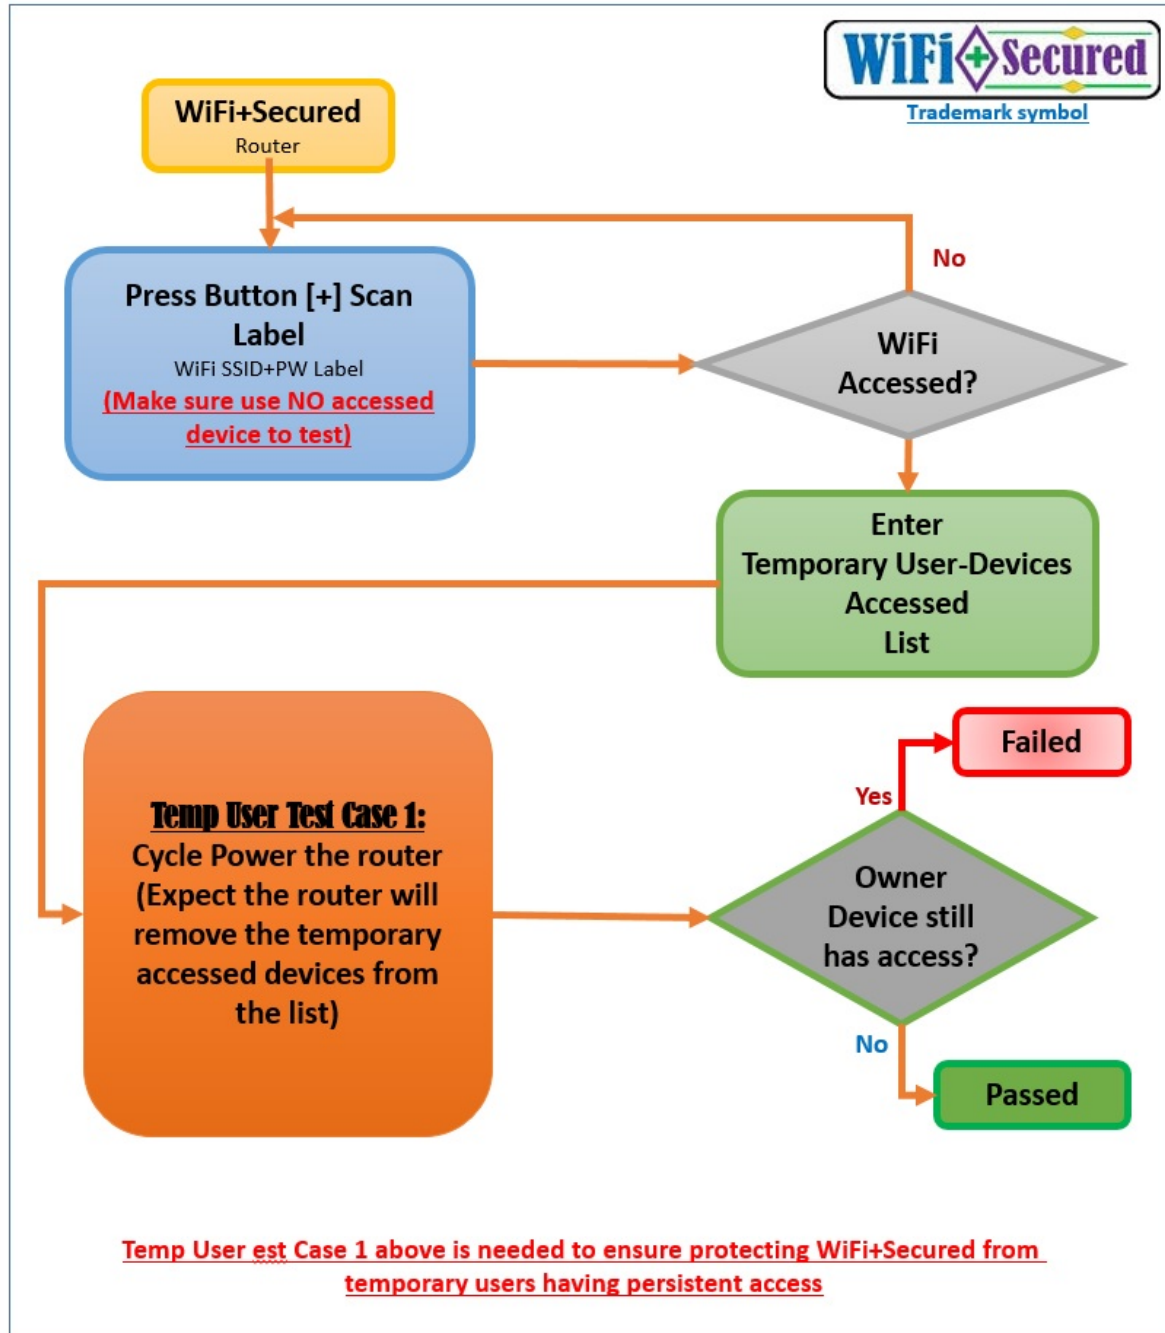 WiFi+Secured
Trademark symbol
WiFi+Secured
Router
No
Press Button [+] Scan
Label
WiFi SSID+PW Label
(Make sure use NO accessed
device to test)
WiFi
Accessed?
Enter
Temporary User-Devices
Accessed
List
Failed
Yes
Temp User Test Case 1:
Cycle Power the router
(Expect the router will
remove the temporary
accessed devices from
the list)
Owner
Device still
has access?
No
Passed
Temp User est Case 1 above is needed to ensure protecting WiFi+Secured from
temporary users having persistent access